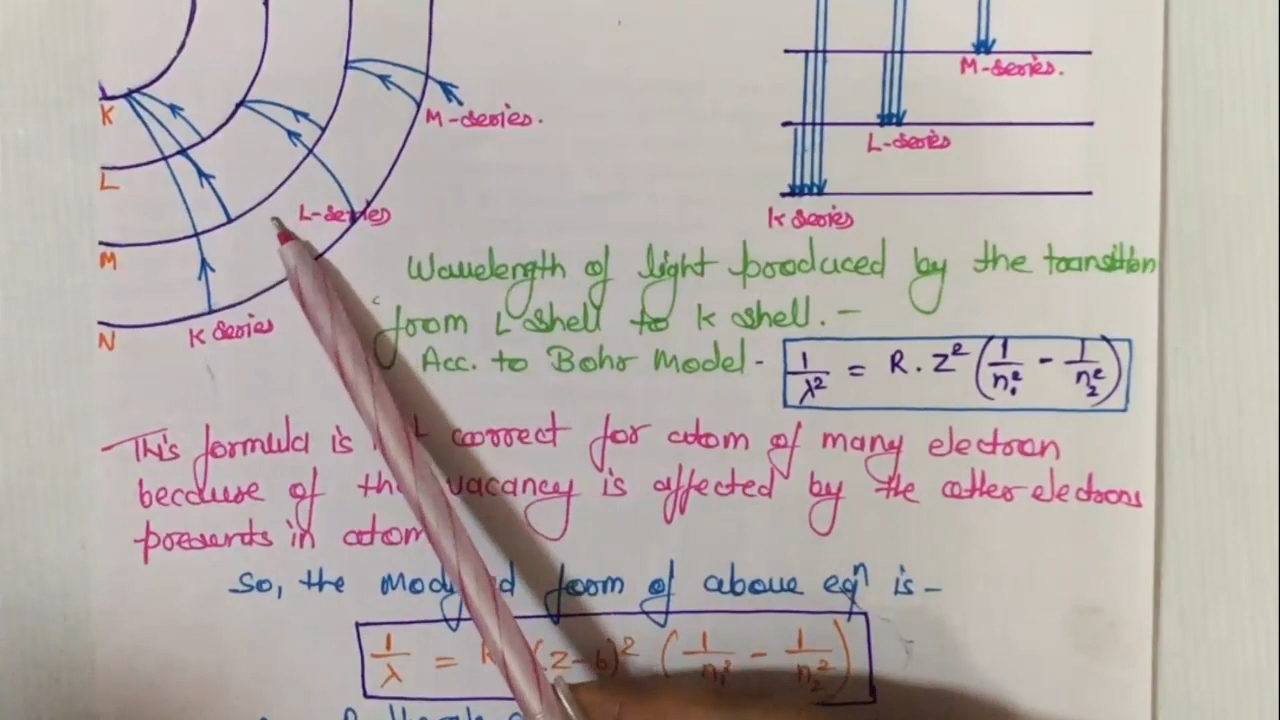 K
L
M
N
M-series.
L-series
K series
M-series.
L-series
K series
Wavelength of light produced by the transition
from L shell to K shell. -
Acc. to Bohr Model - 1/λ² = R.Z² (1/n₁² - 1/n₂²)
This formula is correct for atom of many electron
because of the vacancy is affected by the other electrons
presents in atom
So, the form of above eqⁿ is -
1/λ = R (Z-b)² (1/n₁² - 1/n₂²)